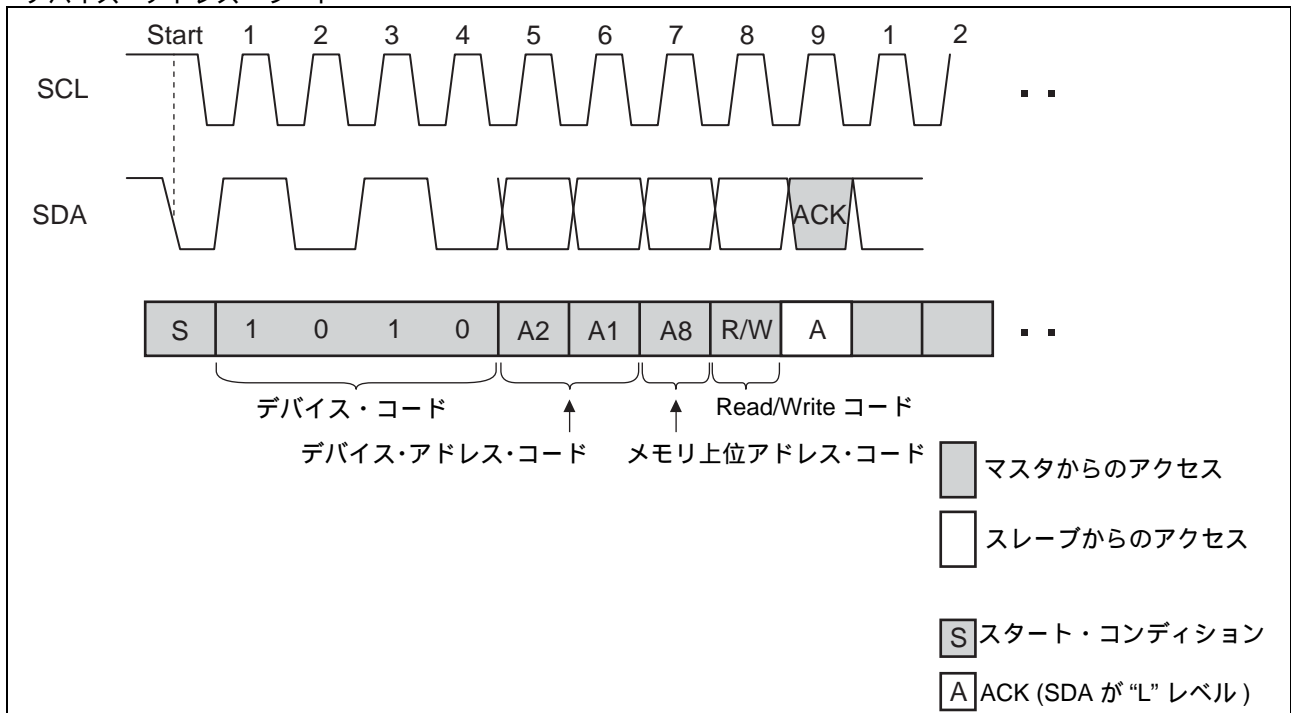 Start 1 2 3 4 5 6 7 8 9 1 2
SCL
SDA
ACK
S 1 0 1 0 A2 A1 A8 R/W A
デバイス・コード
Read/Write コード
デバイス・アドレス・コード
メモリ上位アドレス・コード
マスタからのアクセス
スレーブからのアクセス
S スタート・コンディション
A ACK (SDA が “L” レベル )